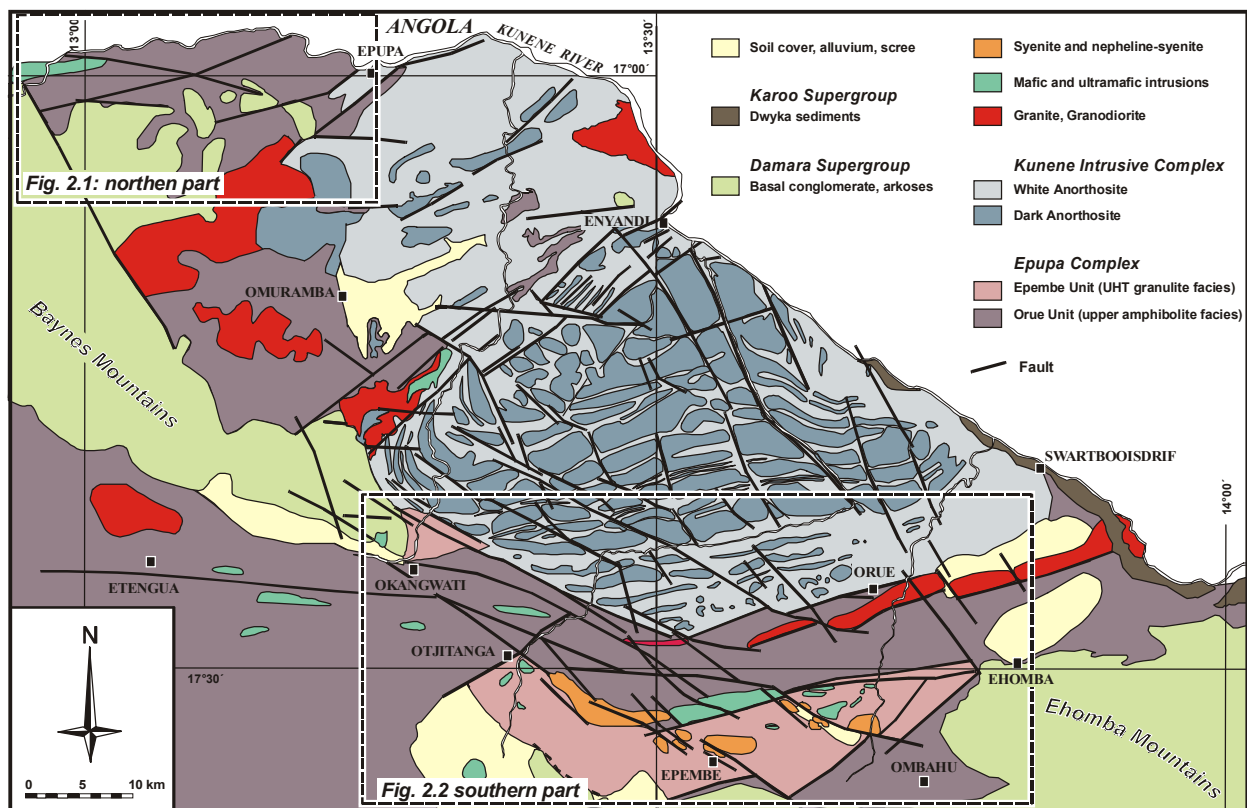 ANGOLA
KUNENE RIVER
13°00´
13°30´
EPUPA
17°00´
Fig. 2.1: northen part
ENYANDI
OMURAMBA
Baynes Mountains
SWARTBOOISDRIF
14°00´
ETENGUA
OKANGWATI
ORUE
OTJITANGA
17°30´
EHOMBA
Ehomba Mountains
EPEMBE
OMBAHU
Fig. 2.2 southern part
N
0 5 10 km
Soil cover, alluvium, scree
Karoo Supergroup
Dwyka sediments
Damara Supergroup
Basal conglomerate, arkoses
Syenite and nepheline-syenite
Mafic and ultramafic intrusions
Granite, Granodiorite
Kunene Intrusive Complex
White Anorthosite
Dark Anorthosite
Epupa Complex
Epembe Unit (UHT granulite facies)
Orue Unit (upper amphibolite facies)
Fault